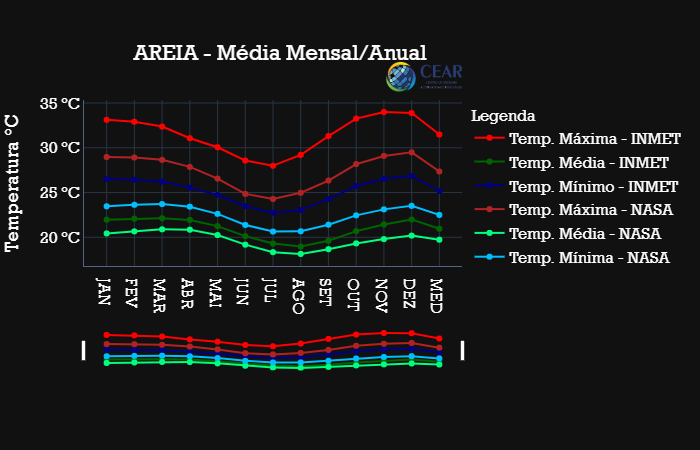 AREIA - Média Mensal/Anual
CEAR
Temperatura °C
35 °C
30 °C
25 °C
20 °C
JAN
FEV
MAR
ABR
MAI
JUN
JUL
AGO
SET
OUT
NOV
DEZ
MED
Legenda
Temp. Máxima - INMET
Temp. Média - INMET
Temp. Mínimo - INMET
Temp. Máxima - NASA
Temp. Média - NASA
Temp. Mínima - NASA